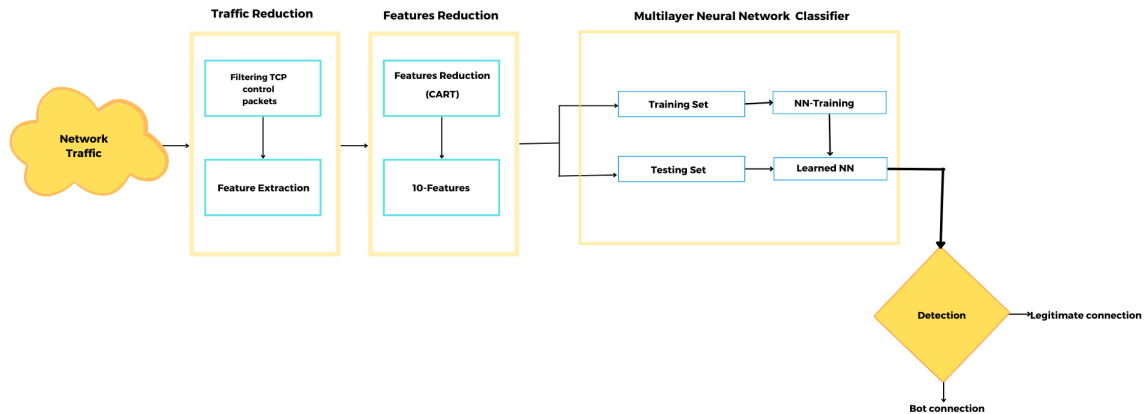 Traffic Reduction
Features Reduction
Multilayer Neural Network Classifier
Network
Traffic
Filtering TCP
control
packets
Feature Extraction
Features Reduction
(CART)
10-Features
Training Set
NN-Training
Testing Set
Learned NN
Detection
Legitimate connection
Bot connection